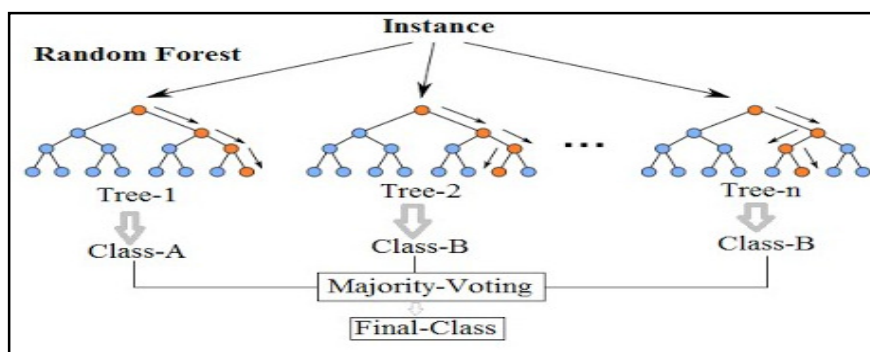 Instance
Random Forest
...
Tree-1 Tree-2 Tree-n
Class-A Class-B Class-B
Majority-Voting
Final-Class